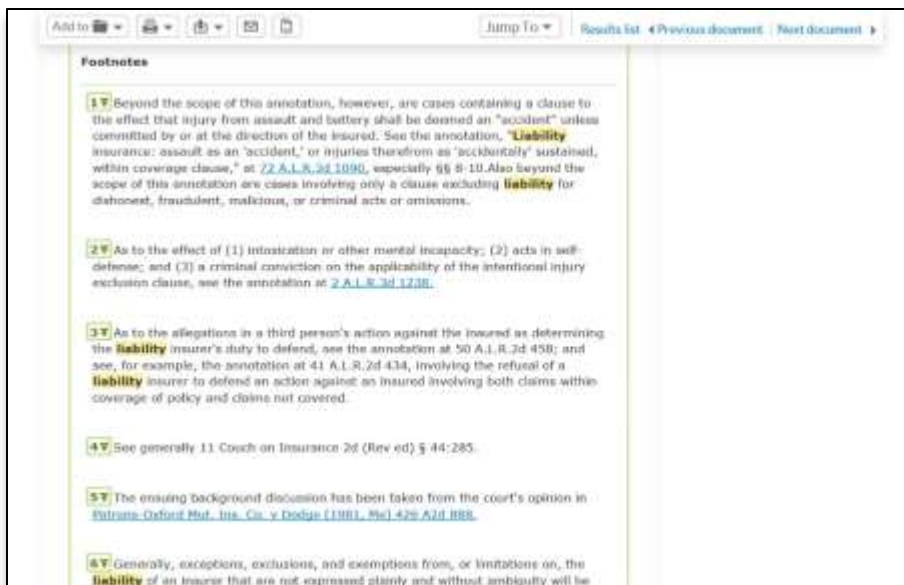 Add to
Jump To
Results list Previous document Next document
Footnotes
1 Beyond the scope of this annotation, however, are cases containing a clause to
the effect that injury from assault and battery shall be deemed an "accident" unless
committed by or at the direction of the insured. See the annotation, "Liability
insurance: assault as an 'accident,' or injuries therefrom as 'accidentally' sustained,
within coverage clause," at 72 A.L.R.2d 1090, especially §§ 8-10.Also beyond the
scope of this annotation are cases involving only a clause excluding liability for
dishonest, fraudulent, malicious, or criminal acts or omissions.
2 As to the effect of (1) intoxication or other mental incapacity; (2) acts in self-
defense; and (3) a criminal conviction on the applicability of the intentional injury
exclusion clause, see the annotation at 2 A.L.R.3d 1238.
3 As to the allegations in a third person's action against the insured as determining
the liability insurer's duty to defend, see the annotation at 50 A.L.R.2d 458; and
see, for example, the annotation at 41 A.L.R.2d 434, involving the refusal of a
liability insurer to defend an action against an insured involving both claims within
coverage of policy and claims not covered.
4 See generally 11 Couch on Insurance 2d (Rev ed) § 44:285.
5 The ensuing background discussion has been taken from the court's opinion in
Patrons-Oxford Mut. Ins. Co. v Dodge (1981, Me) 426 A2d 888.
6 Generally, exceptions, exclusions, and exemptions from, or limitations on, the
liability of an insurer that are not expressed plainly and without ambiguity will be